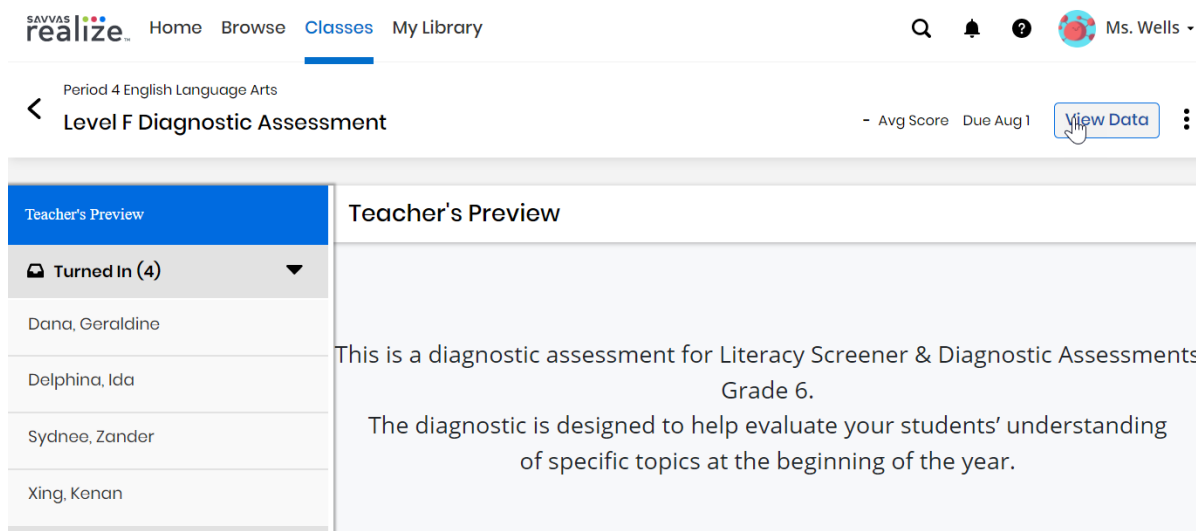 SAVVAS
realize™ Home Browse Classes My Library Ms. Wells
Period 4 English Language Arts
Level F Diagnostic Assessment
- Avg Score Due Aug 1 View Data
Teacher's Preview
Teacher's Preview
Turned In (4)
Dana, Geraldine
Delphina, Ida
Sydnee, Zander
Xing, Kenan
This is a diagnostic assessment for Literacy Screener & Diagnostic Assessments
Grade 6.
The diagnostic is designed to help evaluate your students’ understanding
of specific topics at the beginning of the year.